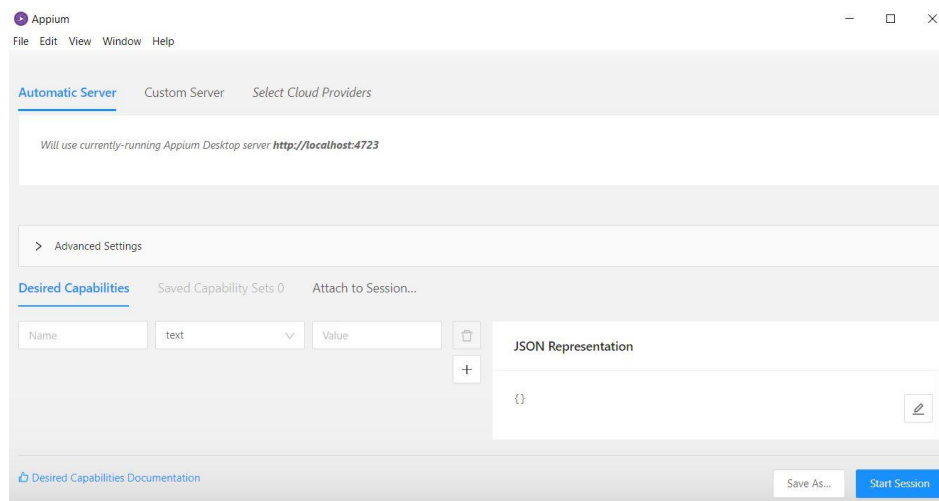 Appium
File Edit View Window Help
Automatic Server Custom Server Select Cloud Providers
Will use currently-running Appium Desktop server http://localhost:4723
Advanced Settings
Desired Capabilities Saved Capability Sets 0 Attach to Session...
Name text Value
JSON Representation
{}
Desired Capabilities Documentation
Save As... Start Session